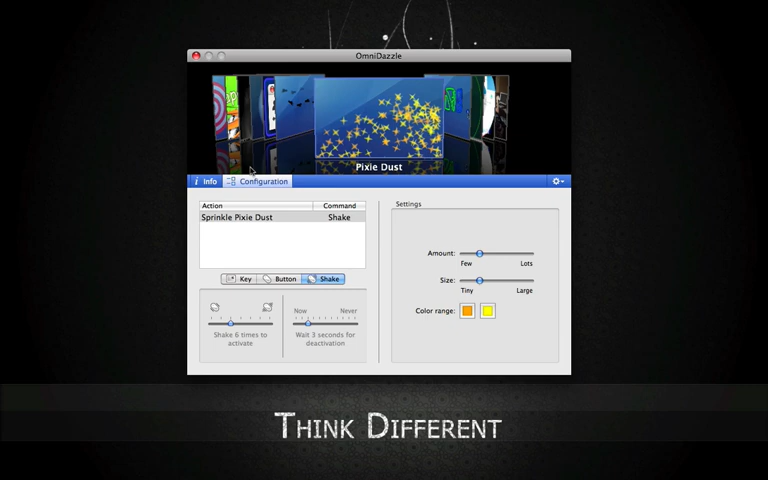 OmniDazzle
Pixie Dust
i Info
Configuration
Action Command
Sprinkle Pixie Dust Shake
Key Button Shake
Shake 6 times to
activate
Now Never
Wait 3 seconds for
deactivation
Settings
Amount:
Few Lots
Size:
Tiny Large
Color range:
Think Different